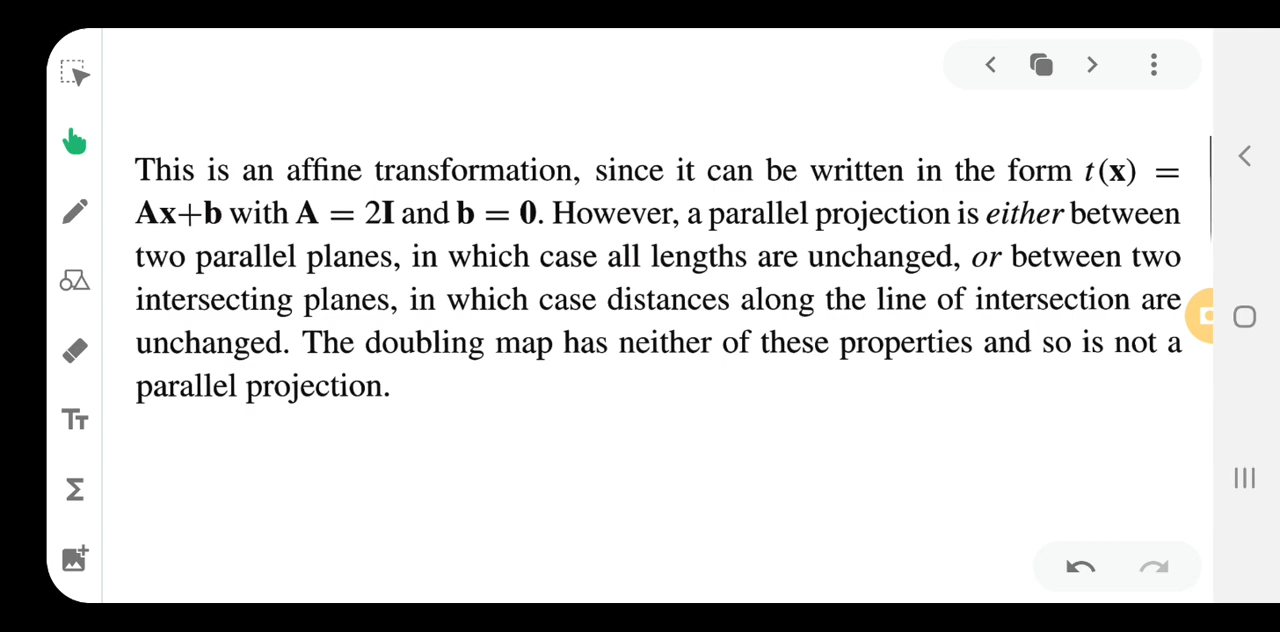 This is an affine transformation, since it can be written in the form t(x) =
Ax+b with A = 2I and b = 0. However, a parallel projection is either between
two parallel planes, in which case all lengths are unchanged, or between two
intersecting planes, in which case distances along the line of intersection are
unchanged. The doubling map has neither of these properties and so is not a
parallel projection.
Tт
Σ